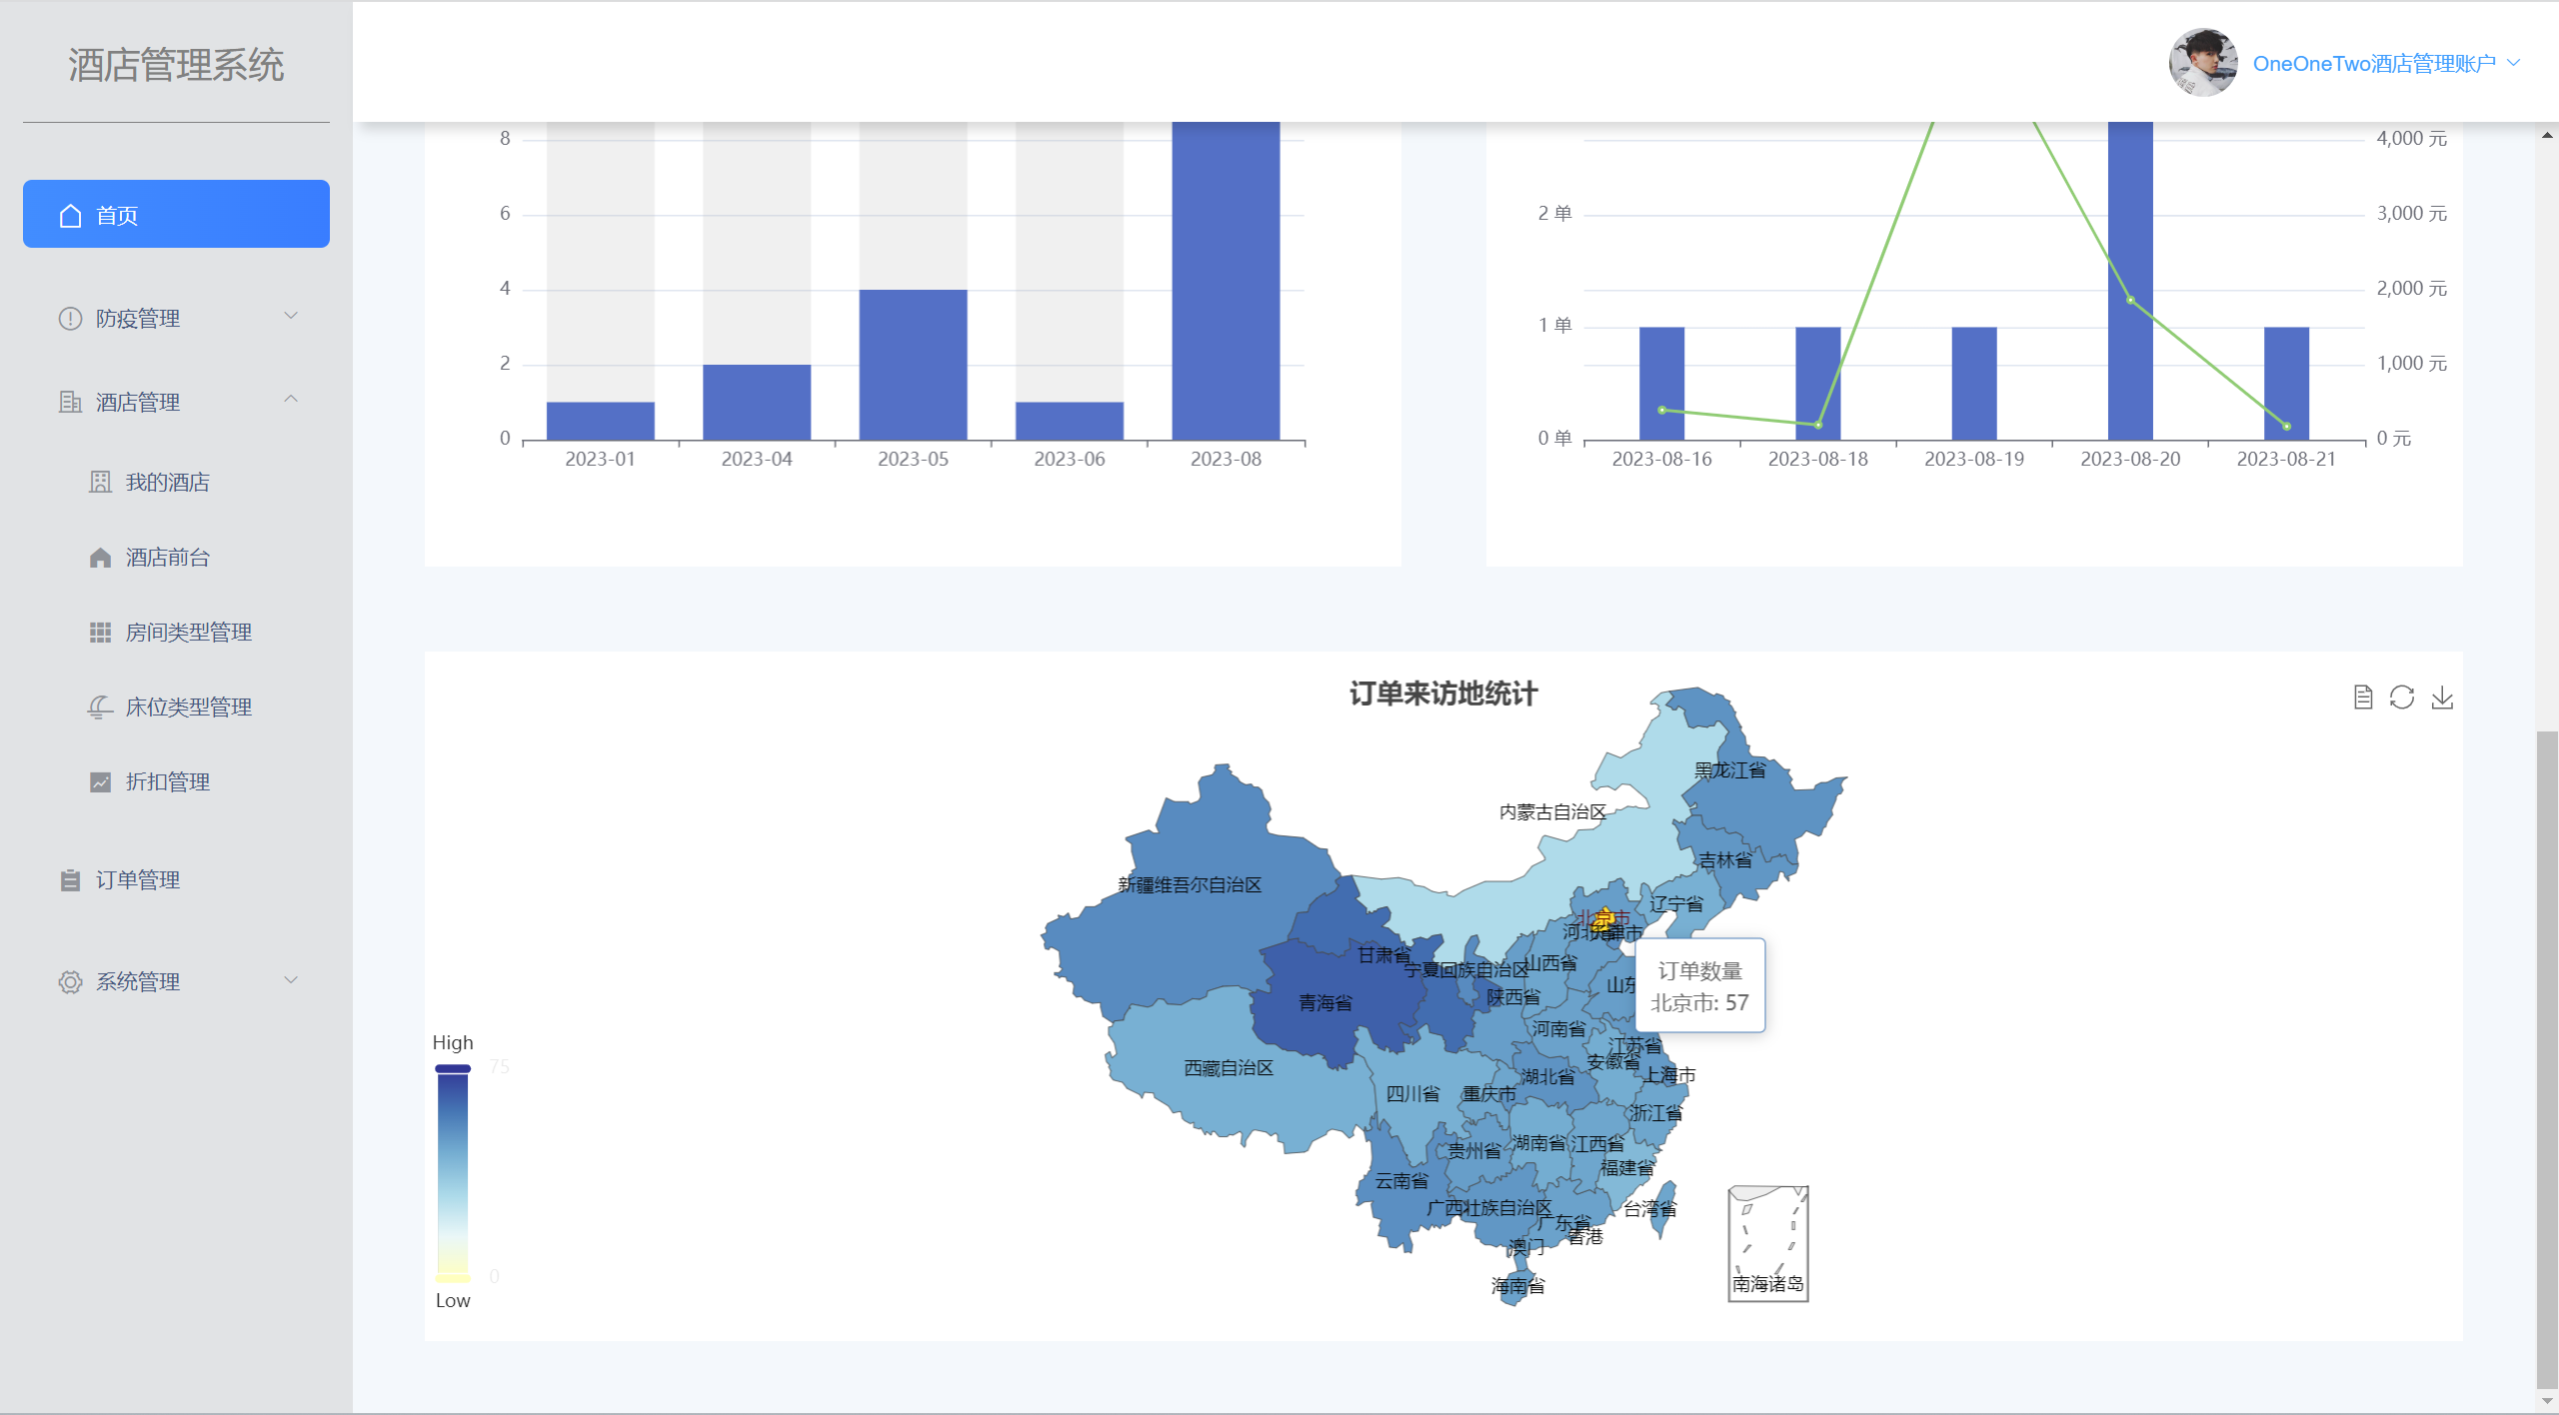 酒店管理系统
OneOneTwo酒店管理账户
首页
防疫管理
酒店管理
我的酒店
酒店前台
房间类型管理
床位类型管理
折扣管理
订单管理
系统管理
8
6
4
2
0
2023-01 2023-04 2023-05 2023-06 2023-08
2 单
1 单
0 单
4,000 元
3,000 元
2,000 元
1,000 元
0 元
2023-08-16 2023-08-18 2023-08-19 2023-08-20 2023-08-21
订单来访地统计
黑龙江省
内蒙古自治区
吉林省
新疆维吾尔自治区
辽宁省
北京市
河北省
天津市
甘肃省
宁夏回族自治区
山西省
山东
青海省
陕西省
订单数量
北京市: 57
河南省
江苏省
安徽省
西藏自治区
湖北省
上海市
四川省
重庆市
浙江省
湖南省
江西省
贵州省
福建省
云南省
广西壮族自治区
台湾省
广东省
香港
澳门
海南省
南海诸岛
High
75
0
Low